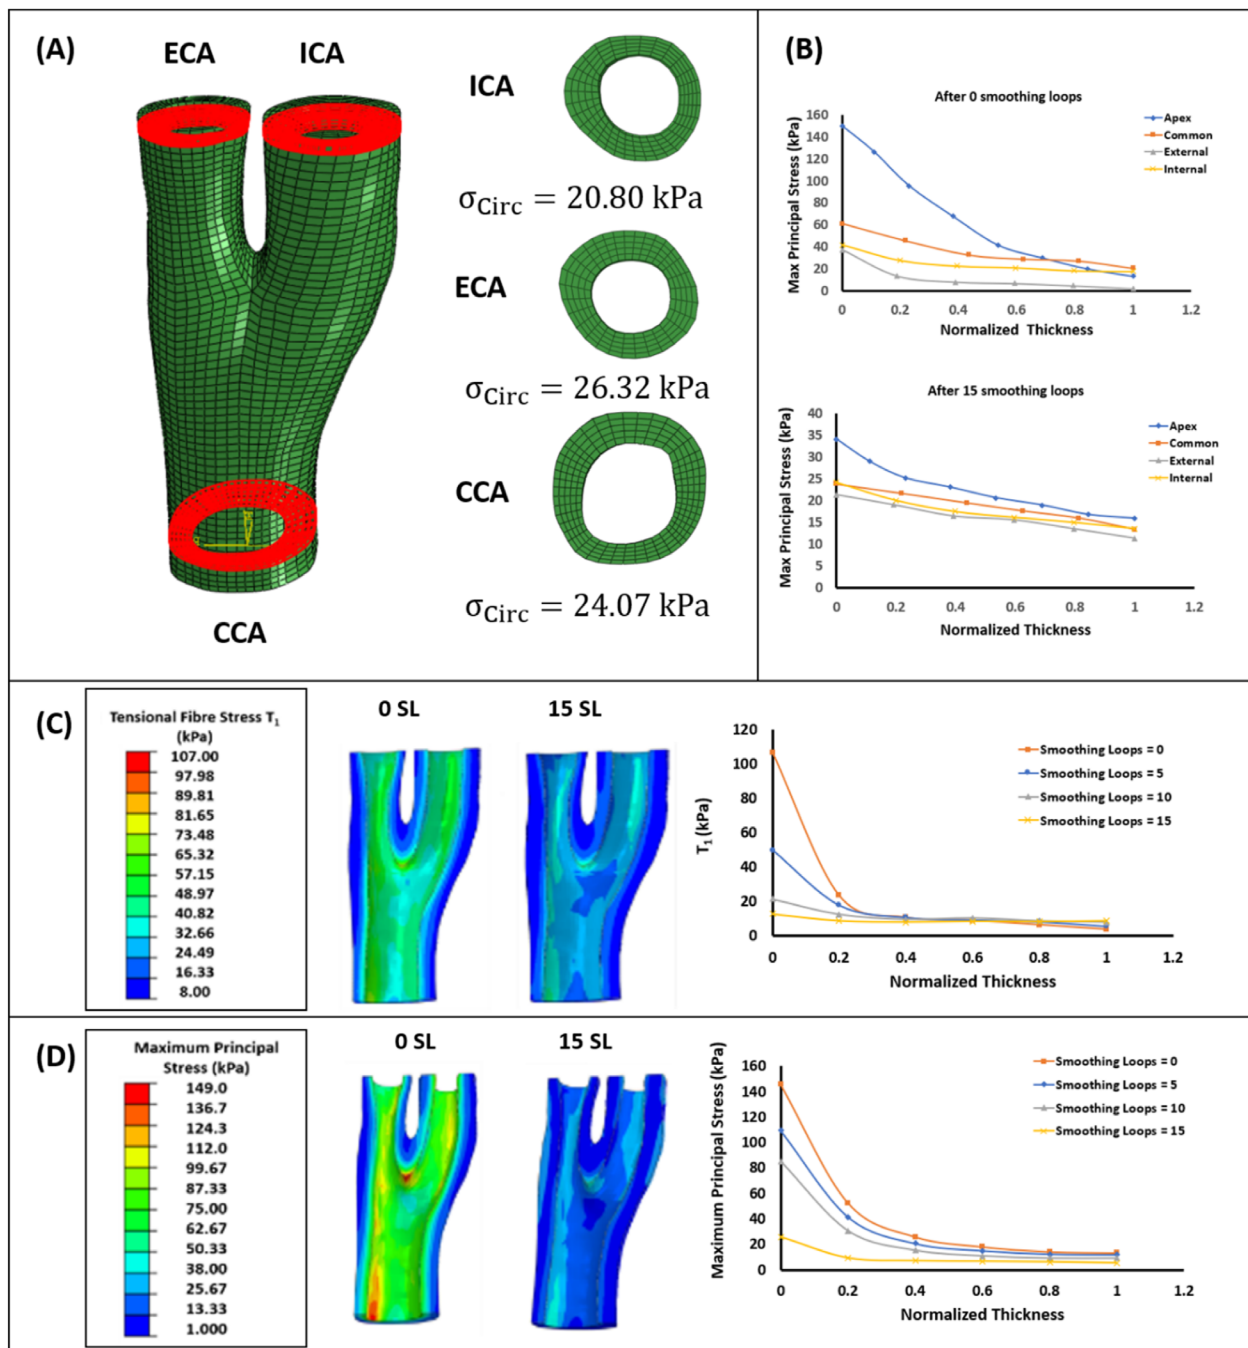 (A)
ECA
ICA
CCA
ICA
σCirc = 20.80 kPa
ECA
σCirc = 26.32 kPa
CCA
σCirc = 24.07 kPa
(B)
After 0 smoothing loops
Max Principal Stress (kPa)
160
140
120
100
80
60
40
20
0
0 0.2 0.4 0.6 0.8 1 1.2
Normalized Thickness
Apex
Common
External
Internal
After 15 smoothing loops
Max Principal Stress (kPa)
40
35
30
25
20
15
10
5
0
0 0.2 0.4 0.6 0.8 1 1.2
Normalized Thickness
Apex
Common
External
Internal
(C)
Tensional Fibre Stress T₁
(kPa)
107.00
97.98
89.81
81.65
73.48
65.32
57.15
48.97
40.82
32.66
24.49
16.33
8.00
0 SL
15 SL
T₁ (kPa)
120
100
80
60
40
20
0
0 0.2 0.4 0.6 0.8 1 1.2
Normalized Thickness
Smoothing Loops = 0
Smoothing Loops = 5
Smoothing Loops = 10
Smoothing Loops = 15
(D)
Maximum Principal
Stress (kPa)
149.0
136.7
124.3
112.0
99.67
87.33
75.00
62.67
50.33
38.00
25.67
13.33
1.000
0 SL
15 SL
Maximum Principal Stress (kPa)
160
140
120
100
80
60
40
20
0
0 0.2 0.4 0.6 0.8 1 1.2
Normalized Thickness
Smoothing Loops = 0
Smoothing Loops = 5
Smoothing Loops = 10
Smoothing Loops = 15